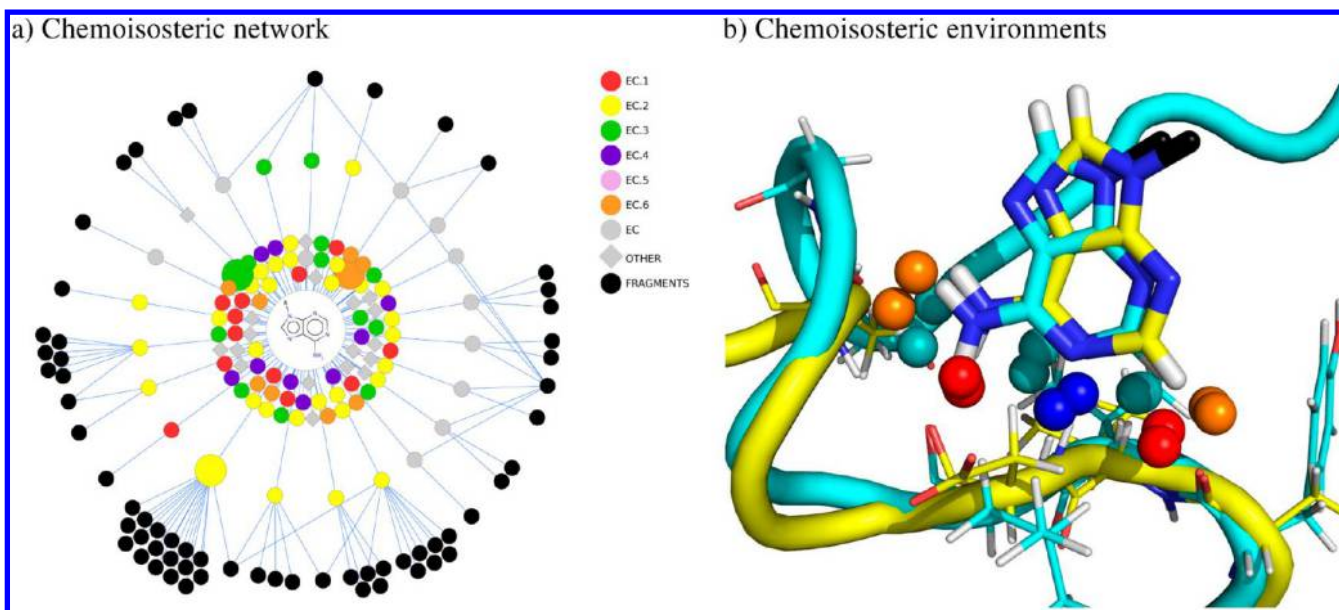 a) Chemoisosteric network
b) Chemoisosteric environments
EC.1
EC.2
EC.3
EC.4
EC.5
EC.6
EC
OTHER
FRAGMENTS